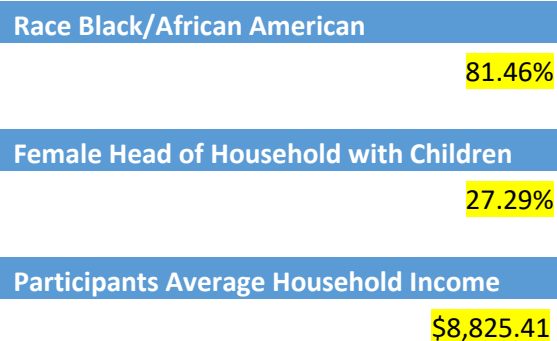 Race Black/African American
81.46%
Female Head of Household with Children
27.29%
Participants Average Household Income
$8,825.41